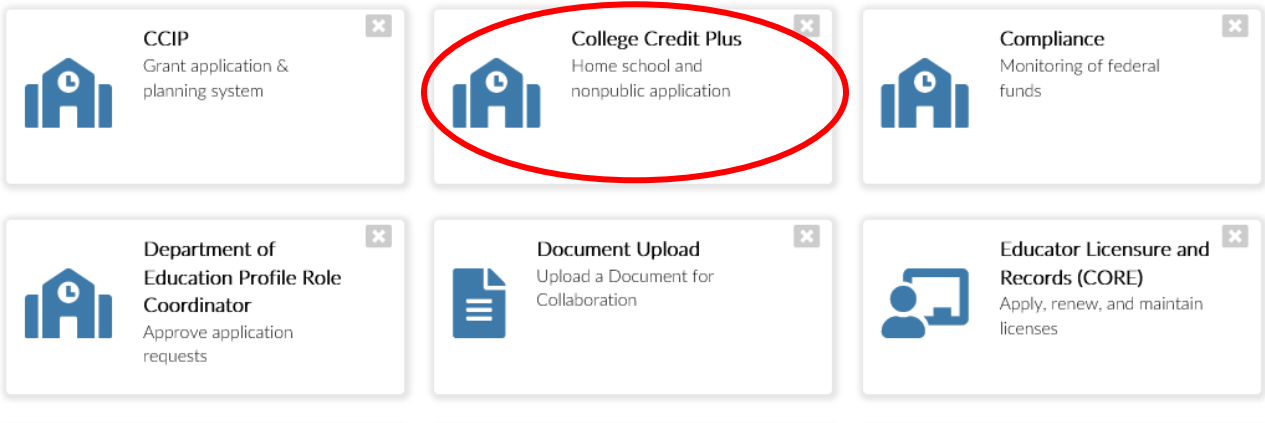 CCIP
Grant application &
planning system
College Credit Plus
Home school and
nonpublic application
Compliance
Monitoring of federal
funds
Department of
Education Profile Role
Coordinator
Approve application
requests
Document Upload
Upload a Document for
Collaboration
Educator Licensure and
Records (CORE)
Apply, renew, and maintain
licenses